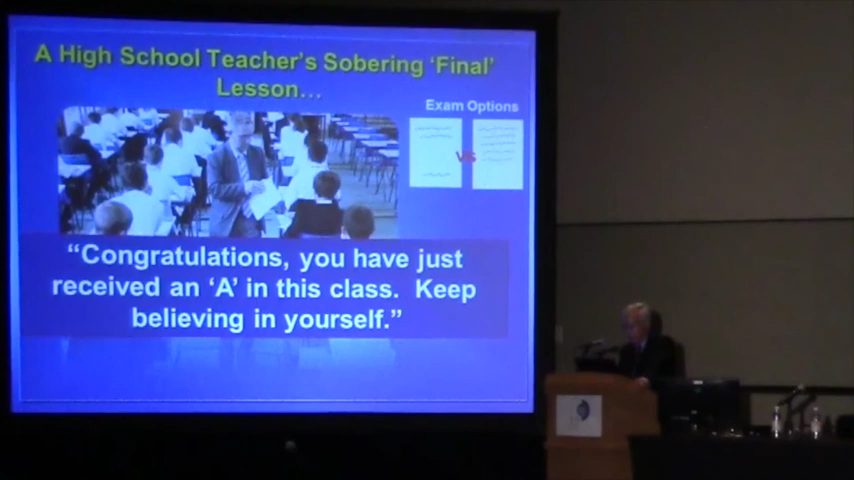 A High School Teacher's Sobering 'Final'
Lesson...
Exam Options
VS
"Congratulations, you have just
received an 'A' in this class. Keep
believing in yourself."